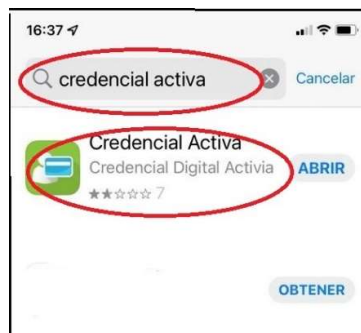 16:37
credencial activa
Cancelar
Credencial Activa
Credencial Digital Activia
ABRIR
7
OBTENER